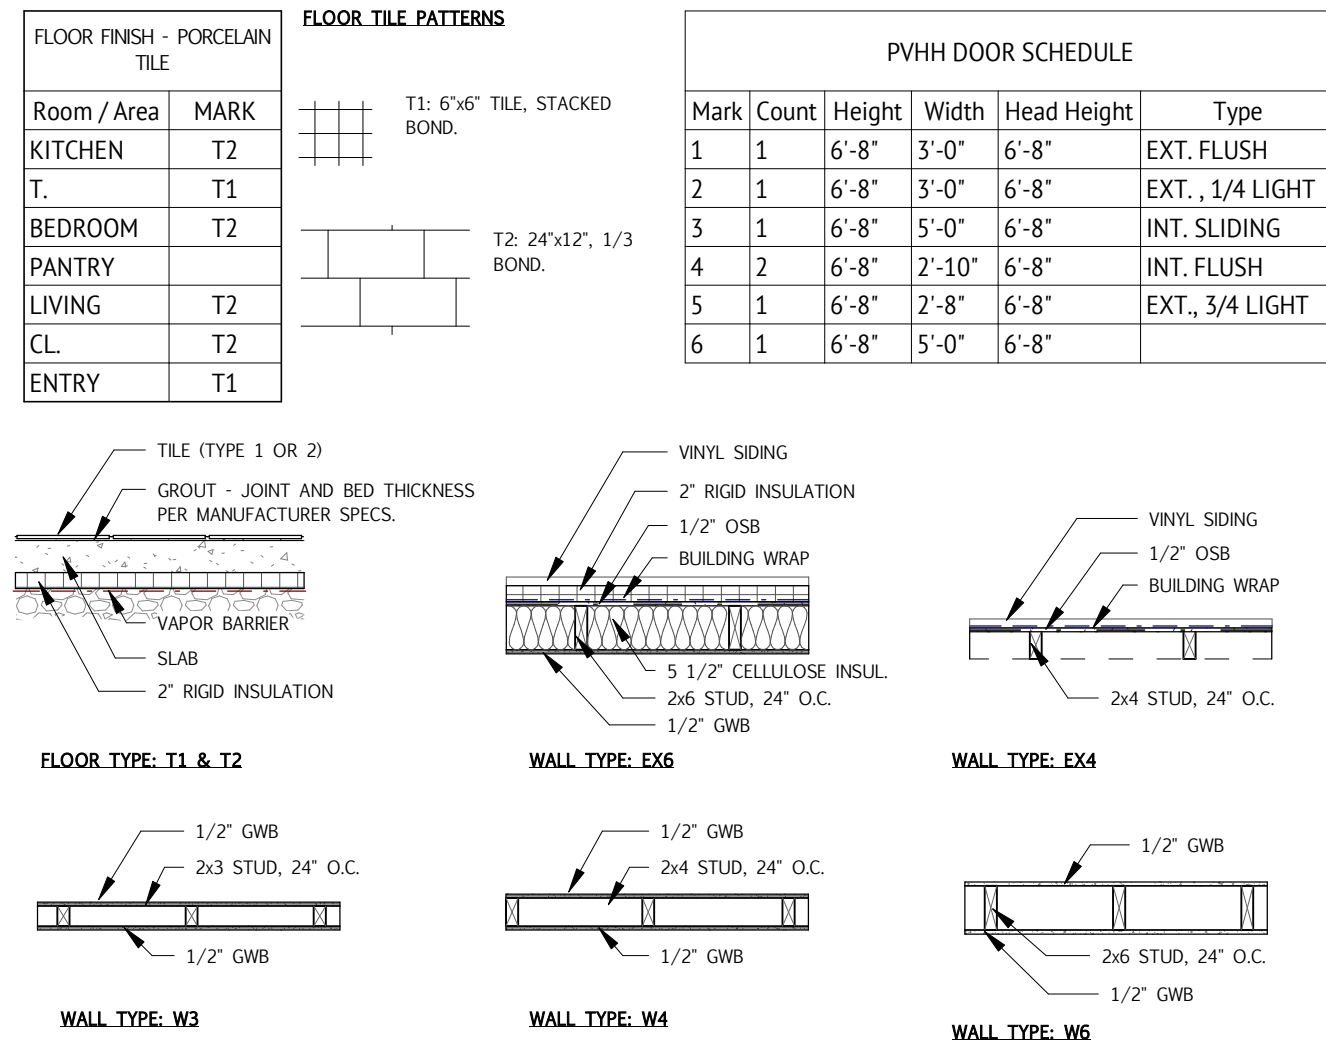 FLOOR FINISH - PORCELAIN
TILE
Room / Area MARK
KITCHEN T2
T. T1
BEDROOM T2
PANTRY
LIVING T2
CL. T2
ENTRY T1
FLOOR TILE PATTERNS
T1: 6"x6" TILE, STACKED
BOND.
T2: 24"x12", 1/3
BOND.
PVHH DOOR SCHEDULE
Mark Count Height Width Head Height Type
1 1 6'-8" 3'-0" 6'-8" EXT. FLUSH
2 1 6'-8" 3'-0" 6'-8" EXT. , 1/4 LIGHT
3 1 6'-8" 5'-0" 6'-8" INT. SLIDING
4 2 6'-8" 2'-10" 6'-8" INT. FLUSH
5 1 6'-8" 2'-8" 6'-8" EXT., 3/4 LIGHT
6 1 6'-8" 5'-0" 6'-8"
TILE (TYPE 1 OR 2)
GROUT - JOINT AND BED THICKNESS
PER MANUFACTURER SPECS.
VAPOR BARRIER
SLAB
2" RIGID INSULATION
FLOOR TYPE: T1 & T2
VINYL SIDING
2" RIGID INSULATION
1/2" OSB
BUILDING WRAP
5 1/2" CELLULOSE INSUL.
2x6 STUD, 24" O.C.
1/2" GWB
WALL TYPE: EX6
VINYL SIDING
1/2" OSB
BUILDING WRAP
2x4 STUD, 24" O.C.
WALL TYPE: EX4
1/2" GWB
2x3 STUD, 24" O.C.
1/2" GWB
WALL TYPE: W3
1/2" GWB
2x4 STUD, 24" O.C.
1/2" GWB
WALL TYPE: W4
1/2" GWB
2x6 STUD, 24" O.C.
1/2" GWB
WALL TYPE: W6